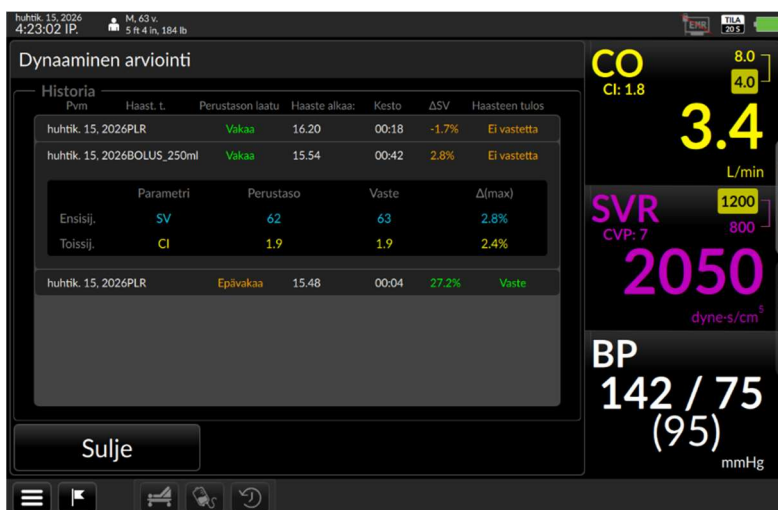 huhtik. 15, 2026
4:23:02 IP.
M, 63 v.
5 ft 4 in, 184 lb
EMR
TILA
20 S
Dynaaminen arviointi
Historia
Pvm Haast. t. Perustason laatu Haaste alkaa: Kesto ΔSV Haasteen tulos
huhtik. 15, 2026PLR Vakaa 16.20 00:18 -1.7% Ei vastetta
huhtik. 15, 2026BOLUS_250ml Vakaa 15.54 00:42 2.8% Ei vastetta
Parametri Perustaso Vaste Δ(max)
Ensisij. SV 62 63 2.8%
Toissij. CI 1.9 1.9 2.4%
huhtik. 15, 2026PLR Epävakaa 15.48 00:04 27.2% Vaste
Sulje
CO
CI: 1.8
8.0
4.0
3.4
L/min
SVR
CVP: 7
1200
800
2050
dyne-s/cm⁵
BP
142 / 75
(95)
mmHg